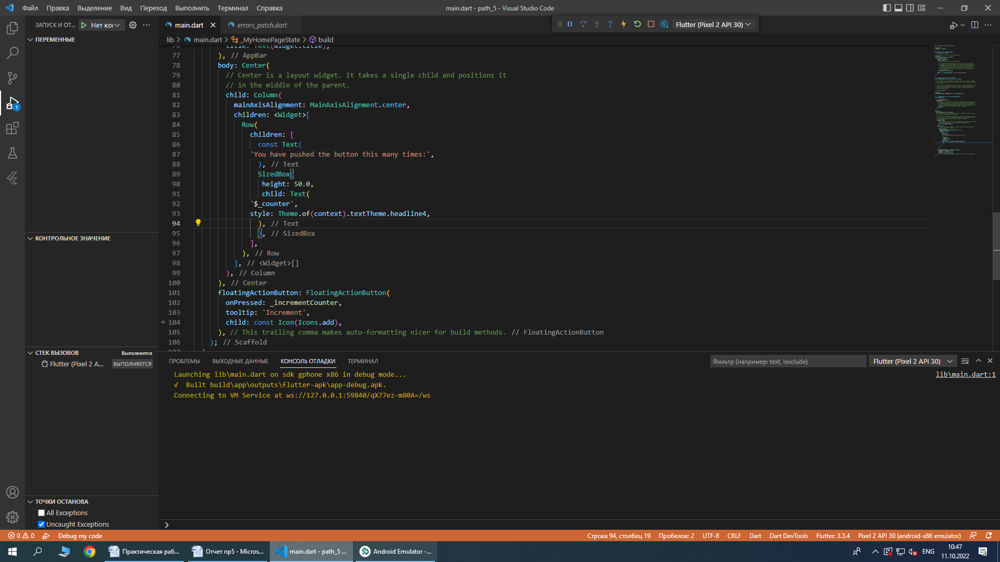 Файл Правка Выделение Вид Переход Выполнить Терминал Справка
main.dart - path_5 - Visual Studio Code
ЗАПУСК И ОТ... Нет ко
main.dart errors_patch.dart
Flutter (Pixel 2 API 30)
lib > main.dart > _MyHomePageState > build
ПЕРЕМЕННЫЕ
КОНТРОЛЬНОЕ ЗНАЧЕНИЕ
СТЕК ВЫЗОВОВ Выполняется
Flutter (Pixel 2 A... ВЫПОЛНЯЕТСЯ
ТОЧКИ ОСТАНОВА
All Exceptions
Uncaught Exceptions
1
76 title: Text(widget.title),
77 ), // AppBar
78 body: Center(
79 // Center is a layout widget. It takes a single child and positions it
80 // in the middle of the parent.
81 child: Column(
82 mainAxisAlignment: MainAxisAlignment.center,
83 children: <Widget>[
84 Row(
85 children: [
86 const Text(
87 'You have pushed the button this many times:',
88 ), // Text
89 SizedBox(
90 height: 50.0,
91 child: Text(
92 '$_counter',
93 style: Theme.of(context).textTheme.headline4,
94 ), // Text
95 ), // SizedBox
96 ],
97 ), // Row
98 ], // <Widget>[]
99 ), // Column
100 ), // Center
101 floatingActionButton: FloatingActionButton(
102 onPressed: _incrementCounter,
103 tooltip: 'Increment',
104 child: const Icon(Icons.add),
105 ), // This trailing comma makes auto-formatting nicer for build methods. // FloatingActionButton
106 ); // Scaffold
107 }
ПРОБЛЕМЫ ВЫХОДНЫЕ ДАННЫЕ КОНСОЛЬ ОТЛАДКИ ТЕРМИНАЛ
Фильтр (например: text, !exclude) Flutter (Pixel 2 API 30)
Launching lib\main.dart on sdk gphone x86 in debug mode...
lib\main.dart:1
√ Built build\app\outputs\flutter-apk\app-debug.apk.
Connecting to VM Service at ws://127.0.0.1:59840/qX77ez-m80A=/ws
0 0 Debug my code
Строка 94, столбец 19 Пробелов: 2 UTF-8 CRLF Dart Dart DevTools Flutter: 3.3.4 Pixel 2 API 30 (android-x86 emulator)
Практическая раб... Отчет пр5 - Micros... main.dart - path_5 ... Android Emulator -...
ENG
10:47
11.10.2022